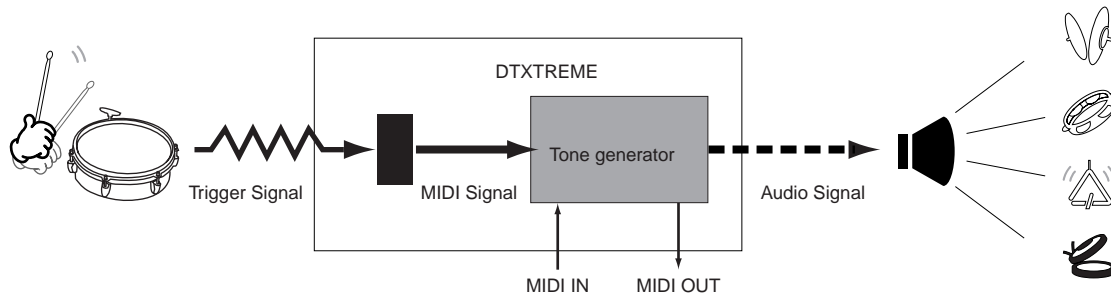 DTXTREME
Tone generator
Trigger Signal
MIDI Signal
Audio Signal
MIDI IN
MIDI OUT